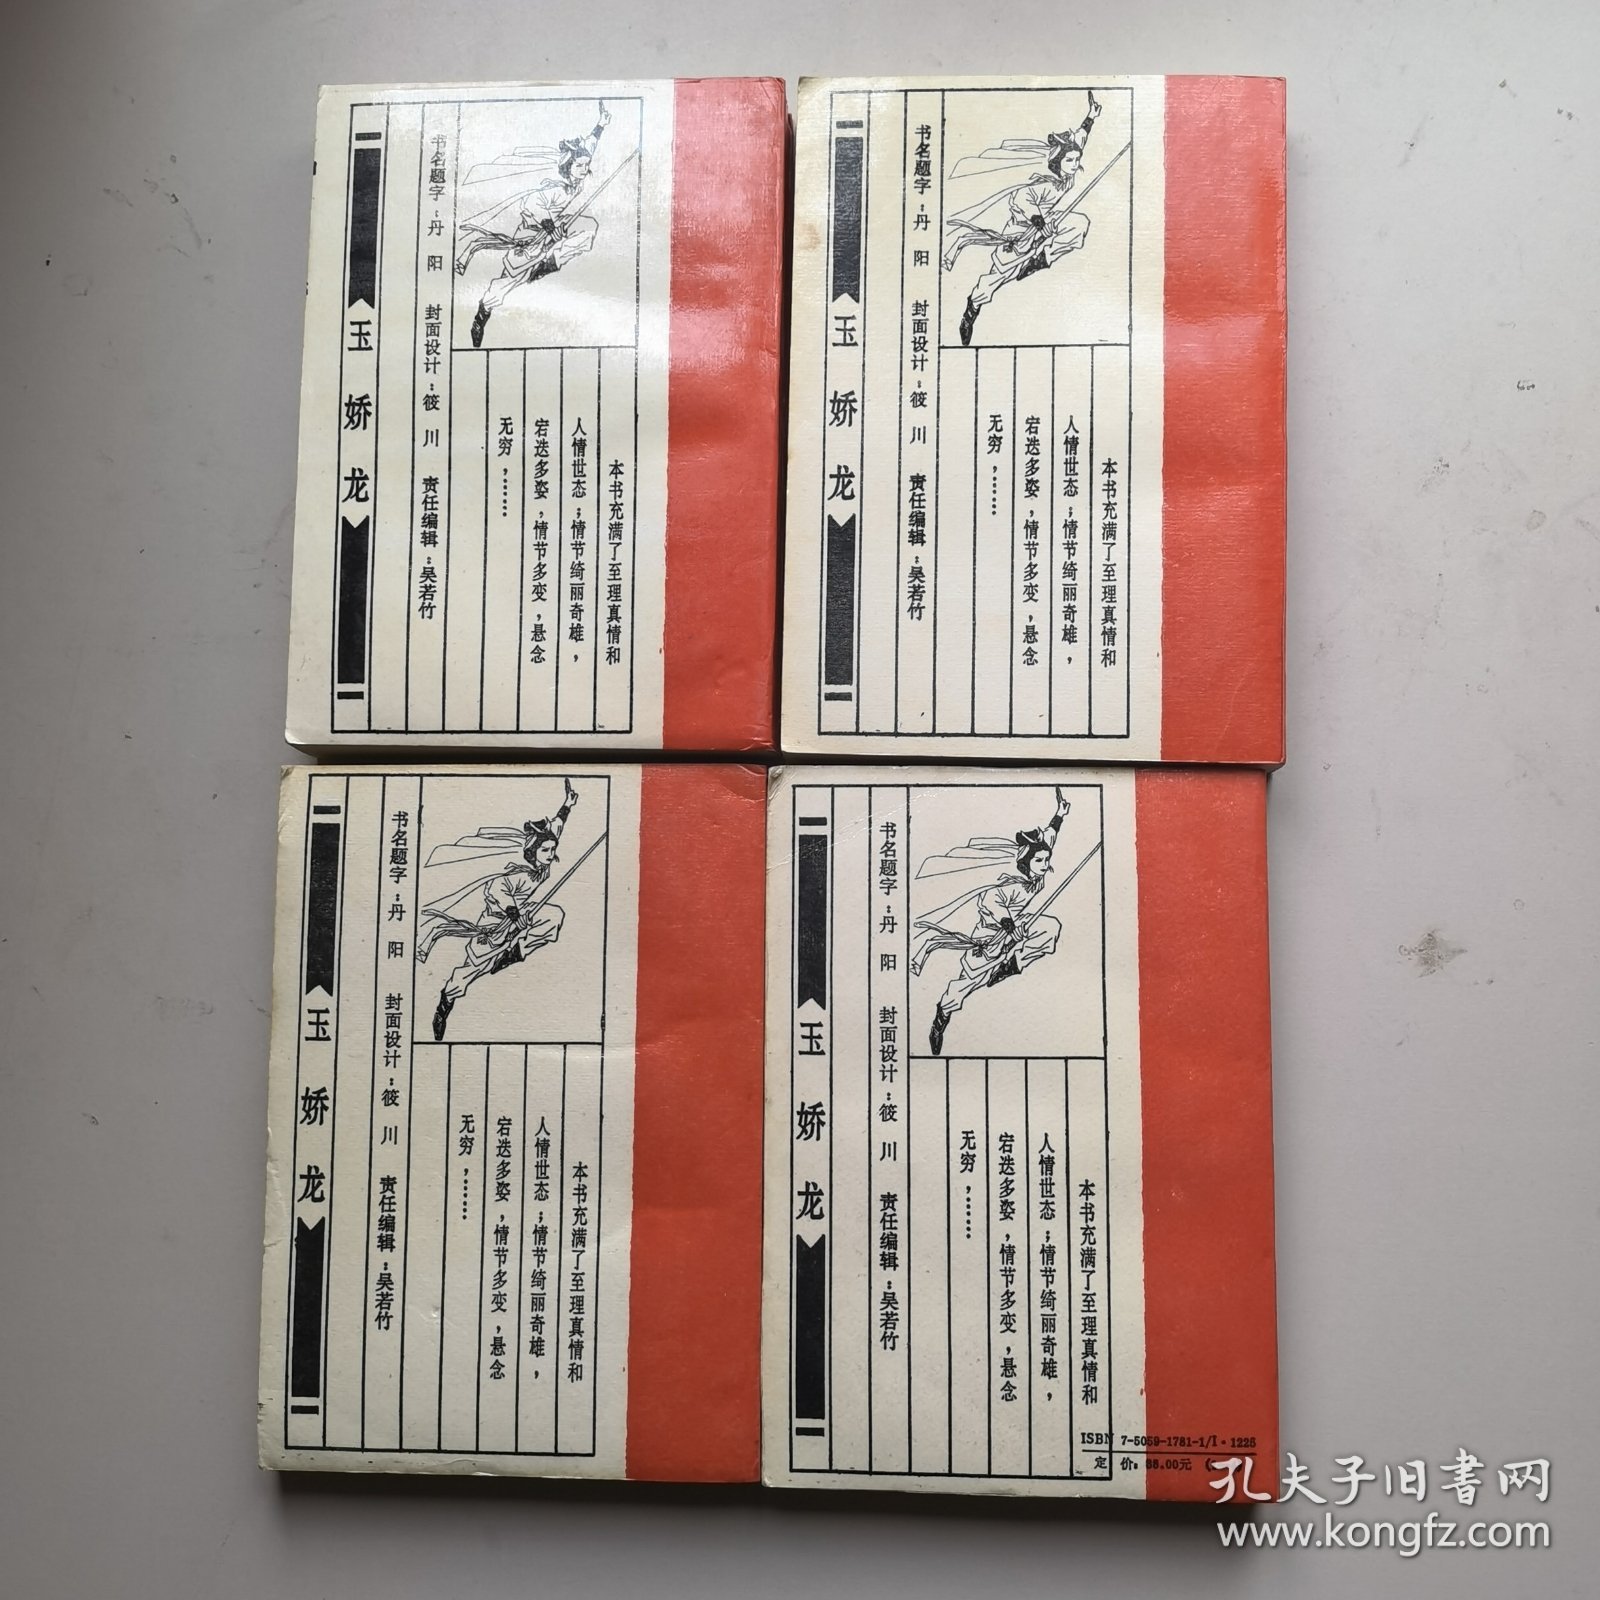 本书充满了至理真情和
人情世态；情节绮丽奇雄，
宕迭多姿，情节多变，悬念
无穷，……
书名题字：丹 阳 封面设计：筱 川 责任编辑：吴若竹
玉娇龙
本书充满了至理真情和
人情世态；情节绮丽奇雄，
宕迭多姿，情节多变，悬念
无穷，……
书名题字：丹 阳 封面设计：筱 川 责任编辑：吴若竹
玉娇龙
本书充满了至理真情和
人情世态；情节绮丽奇雄，
宕迭多姿，情节多变，悬念
无穷，……
书名题字：丹 阳 封面设计：筱 川 责任编辑：吴若竹
玉娇龙
本书充满了至理真情和
人情世态；情节绮丽奇雄，
宕迭多姿，情节多变，悬念
无穷，……
书名题字：丹 阳 封面设计：筱 川 责任编辑：吴若竹
玉娇龙
ISBN 7-5059-1781-1/I·1225
定 价：38.00元
孔夫子旧书网
www.kongfz.com